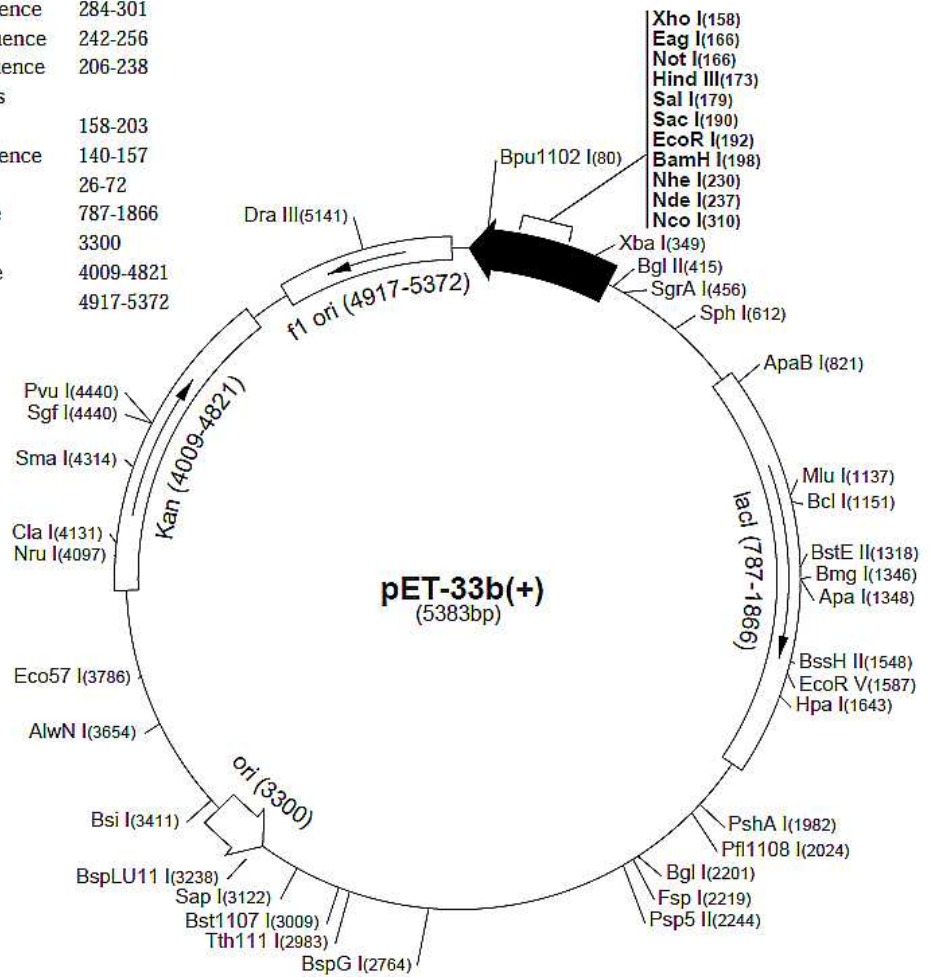 284-301
242-256
206-238
158-203
140-157
26-72
787-1866
3300
4009-4821
4917-5372
Xho I(158)
Eag I(166)
Not I(166)
Hind III(173)
Sal I(179)
Sac I(190)
EcoR I(192)
BamH I(198)
Nhe I(230)
Nde I(237)
Nco I(310)
Bpu1102 I(80)
Dra III(5141)
Xba I(349)
Bgl II(415)
SgrA I(456)
Sph I(612)
f1 ori (4917-5372)
ApaB I(821)
Pvu I(4440)
Sgf I(4440)
Sma I(4314)
Kan (4009-4821)
Mlu I(1137)
Bcl I(1151)
Cla I(4131)
Nru I(4097)
lacI (787-1866)
BstE II(1318)
Bmg I(1346)
Apa I(1348)
pET-33b(+)
(5383bp)
BssH II(1548)
EcoR V(1587)
Hpa I(1643)
Eco57 I(3786)
AlwN I(3654)
ori (3300)
Bsi I(3411)
PshA I(1982)
Pfl1108 I(2024)
Bgl I(2201)
Fsp I(2219)
Psp5 II(2244)
BspLU11 I(3238)
Sap I(3122)
Bst1107 I(3009)
Tth111 I(2983)
BspG I(2764)